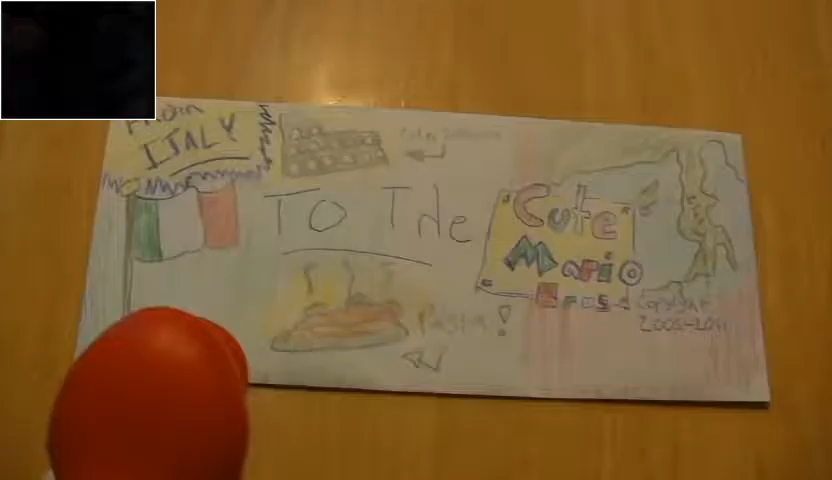 FROM
ITALY
TO THe
Cute
Mario
Bros.
Copyright
2005-2011
Pasta!